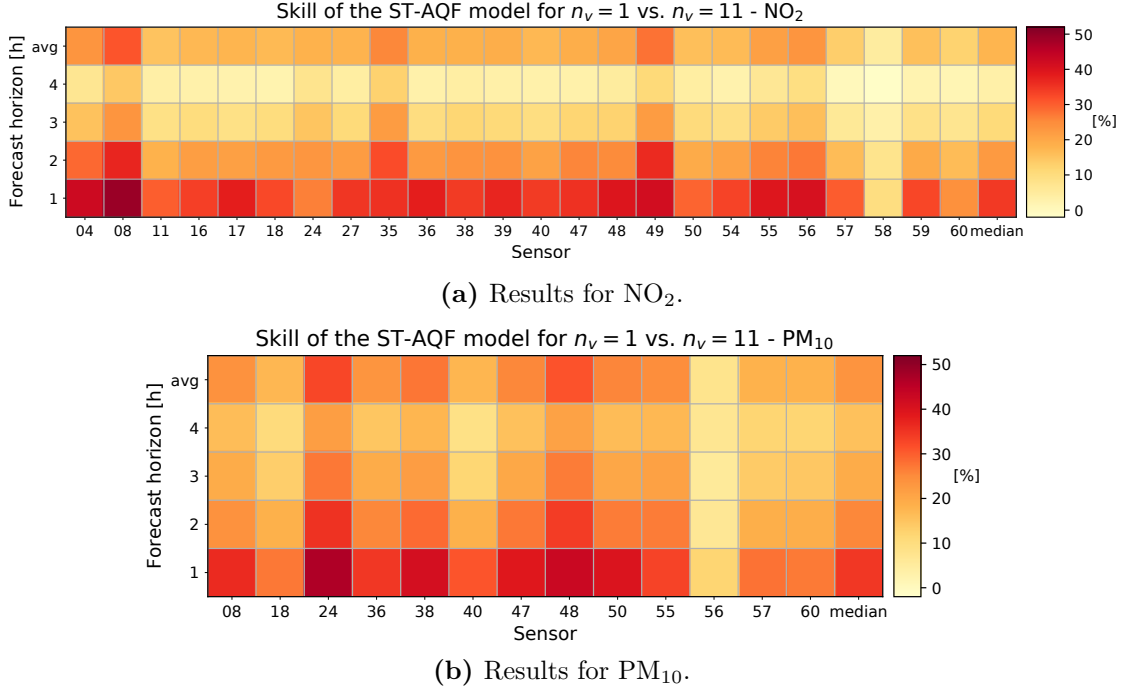 Skill of the ST-AQF model for n_v = 1 vs. n_v = 11 - NO₂
Forecast horizon [h]
avg
4
3
2
1
04 08 11 16 17 18 24 27 35 36 38 39 40 47 48 49 50 54 55 56 57 58 59 60 median
Sensor
50
40
30
20
10
0
[%]
(a) Results for NO₂.
Skill of the ST-AQF model for n_v = 1 vs. n_v = 11 - PM₁₀
Forecast horizon [h]
avg
4
3
2
1
08 18 24 36 38 40 47 48 50 55 56 57 60 median
Sensor
50
40
30
20
10
0
[%]
(b) Results for PM₁₀.